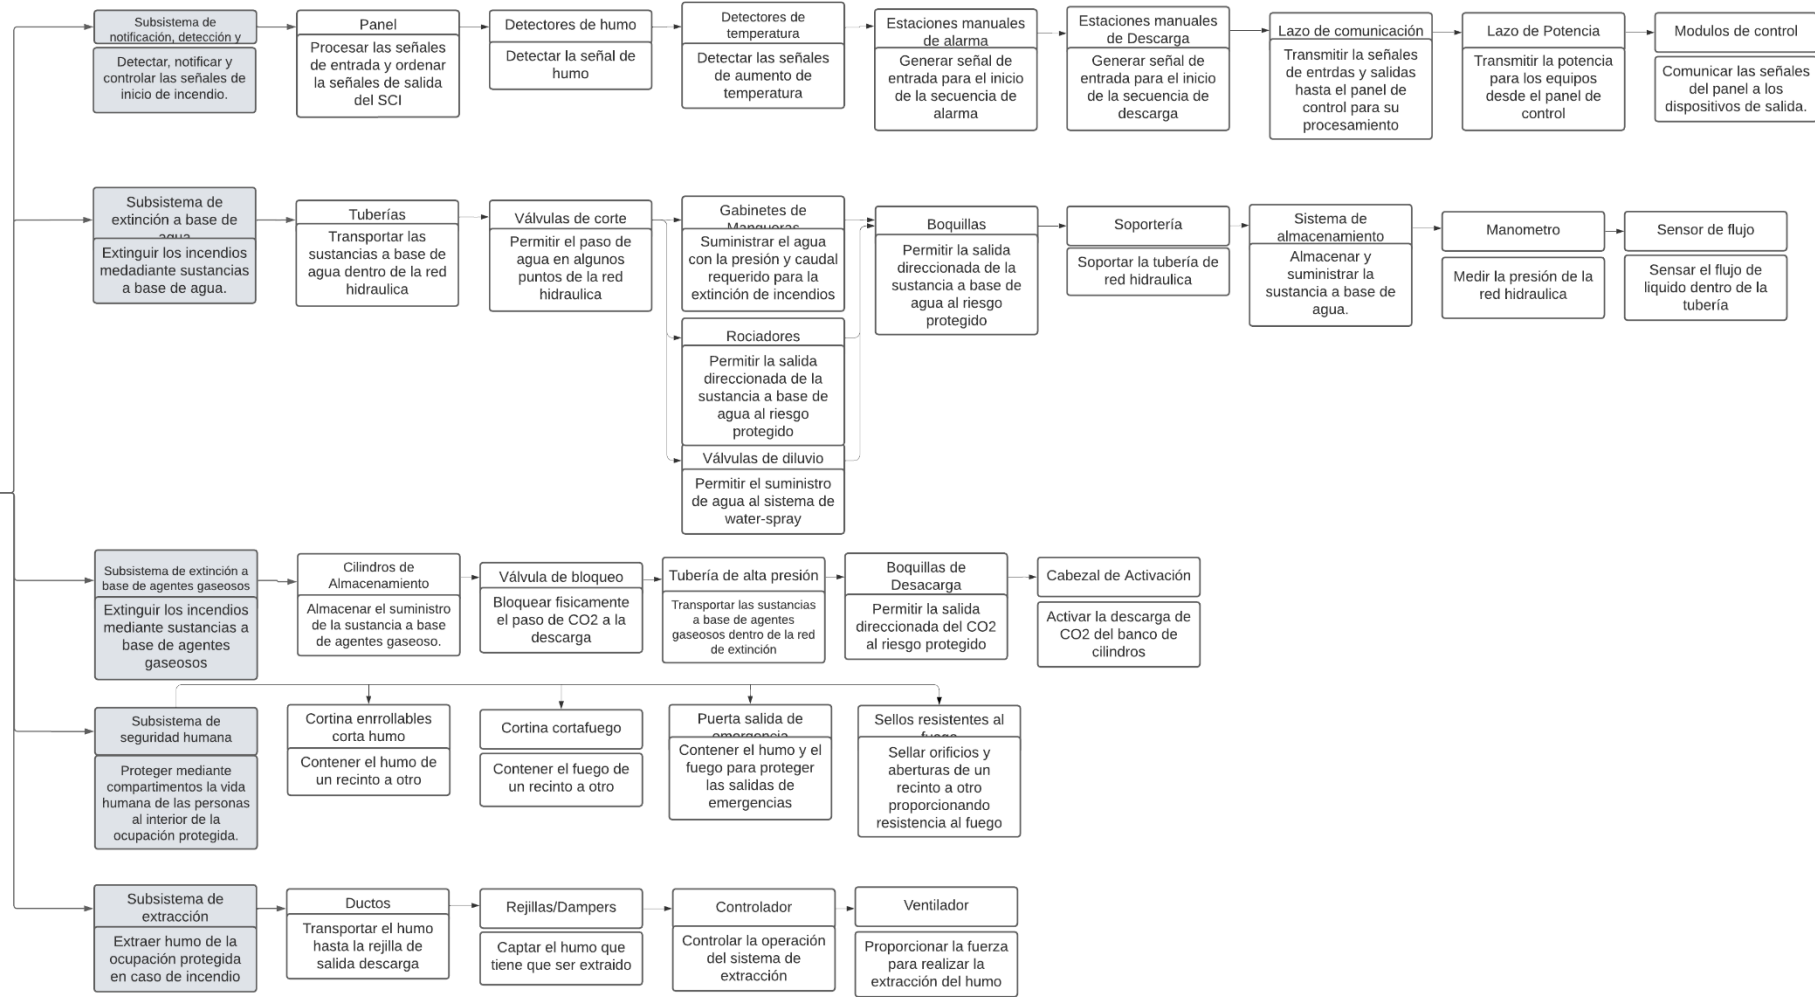 Subsistema de
notificación, detección y
Detectar, notificar y
controlar las señales de
inicio de incendio.
Panel
Procesar las señales
de entrada y ordenar
la señales de salida
del SCI
Detectores de humo
Detectar la señal de
humo
Detectores de
temperatura
Detectar las señales
de aumento de
temperatura
Estaciones manuales
de alarma
Generar señal de
entrada para el inicio
de la secuencia de
alarma
Estaciones manuales
de Descarga
Generar señal de
entrada para el inicio
de la secuencia de
descarga
Lazo de comunicación
Transmitir la señales
de entrdas y salidas
hasta el panel de
control para su
procesamiento
Lazo de Potencia
Transmitir la potencia
para los equipos
desde el panel de
control
Modulos de control
Comunicar las señales
del panel a los
dispositivos de salida.
Subsistema de
extinción a base de
agua
Extinguir los incendios
medadiante sustancias
a base de agua.
Tuberías
Transportar las
sustancias a base de
agua dentro de la red
hidraulica
Válvulas de corte
Permitir el paso de
agua en algunos
puntos de la red
hidraulica
Gabinetes de
Mangueras
Suministrar el agua
con la presión y caudal
requerido para la
extinción de incendios
Rociadores
Permitir la salida
direccionada de la
sustancia a base de
agua al riesgo
protegido
Válvulas de diluvio
Permitir el suministro
de agua al sistema de
water-spray
Boquillas
Permitir la salida
direccionada de la
sustancia a base de
agua al riesgo
protegido
Soportería
Soportar la tubería de
red hidraulica
Sistema de
almacenamiento
Almacenar y
suministrar la
sustancia a base de
agua.
Manometro
Medir la presión de la
red hidraulica
Sensor de flujo
Sensar el flujo de
liquido dentro de la
tubería
Subsistema de extinción a
base de agentes gaseosos
Extinguir los incendios
mediante sustancias a
base de agentes
gaseosos
Cilindros de
Almacenamiento
Almacenar el suministro
de la sustancia a base
de agentes gaseoso.
Válvula de bloqueo
Bloquear fisicamente
el paso de CO2 a la
descarga
Tubería de alta presión
Transportar las sustancias
a base de agentes
gaseosos dentro de la red
de extinción
Boquillas de
Desacarga
Permitir la salida
direccionada del CO2
al riesgo protegido
Cabezal de Activación
Activar la descarga de
CO2 del banco de
cilindros
Subsistema de
seguridad humana
Proteger mediante
compartimentos la vida
humana de las personas
al interior de la
ocupación protegida.
Cortina enrrollables
corta humo
Contener el humo de
un recinto a otro
Cortina cortafuego
Contener el fuego de
un recinto a otro
Puerta salida de
emergencia
Contener el humo y el
fuego para proteger
las salidas de
emergencias
Sellos resistentes al
fuego
Sellar orificios y
aberturas de un
recinto a otro
proporcionando
resistencia al fuego
Subsistema de
extracción
Extraer humo de la
ocupación protegida
en caso de incendio
Ductos
Transportar el humo
hasta la rejilla de
salida descarga
Rejillas/Dampers
Captar el humo que
tiene que ser extraido
Controlador
Controlar la operación
del sistema de
extracción
Ventilador
Proporcionar la fuerza
para realizar la
extracción del humo